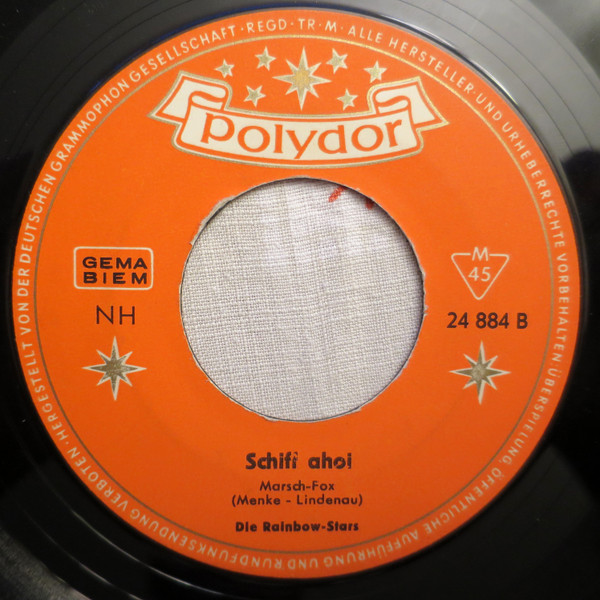 HERGESTELLT VON DER DEUTSCHEN GRAMMOPHON GESELLSCHAFT · REGD · TR · M · ALLE HERSTELLER- UND URHEBERRECHTE VORBEHALTEN ÜBERSPIELUNG, ÖFFENTLICHE AUFFÜHRUNG UND RUNDFUNKSENDUNG VERBOTEN ·
Polydor
GEMA
BIEM
M
45
NH
24 884 B
Schiff ahoi
Marsch-Fox
(Menke - Lindenau)
Die Rainbow-Stars